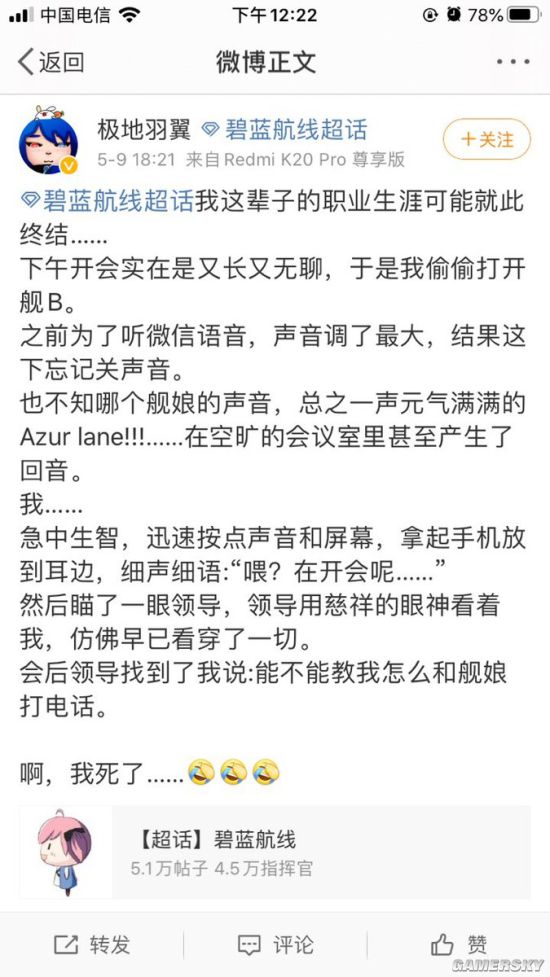 中国电信 下午12:22 78%
返回 微博正文
极地羽翼 碧蓝航线超话
+关注
5-9 18:21 来自Redmi K20 Pro 尊享版
碧蓝航线超话我这辈子的职业生涯可能就此
终结……
下午开会实在是又长又无聊，于是我偷偷打开
舰B。
之前为了听微信语音，声音调了最大，结果这
下忘记关声音。
也不知哪个舰娘的声音，总之一声元气满满的
Azur lane!!!……在空旷的会议室里甚至产生了
回音。
我……
急中生智，迅速按点声音和屏幕，拿起手机放
到耳边，细声细语:“喂？在开会呢……”
然后瞄了一眼领导，领导用慈祥的眼神看着
我，仿佛早已看穿了一切。
会后领导找到了我说:能不能教我怎么和舰娘
打电话。
啊，我死了……🤣🤣🤣
【超话】碧蓝航线
5.1万帖子 4.5万指挥官
转发 评论 赞
GAMERSKY